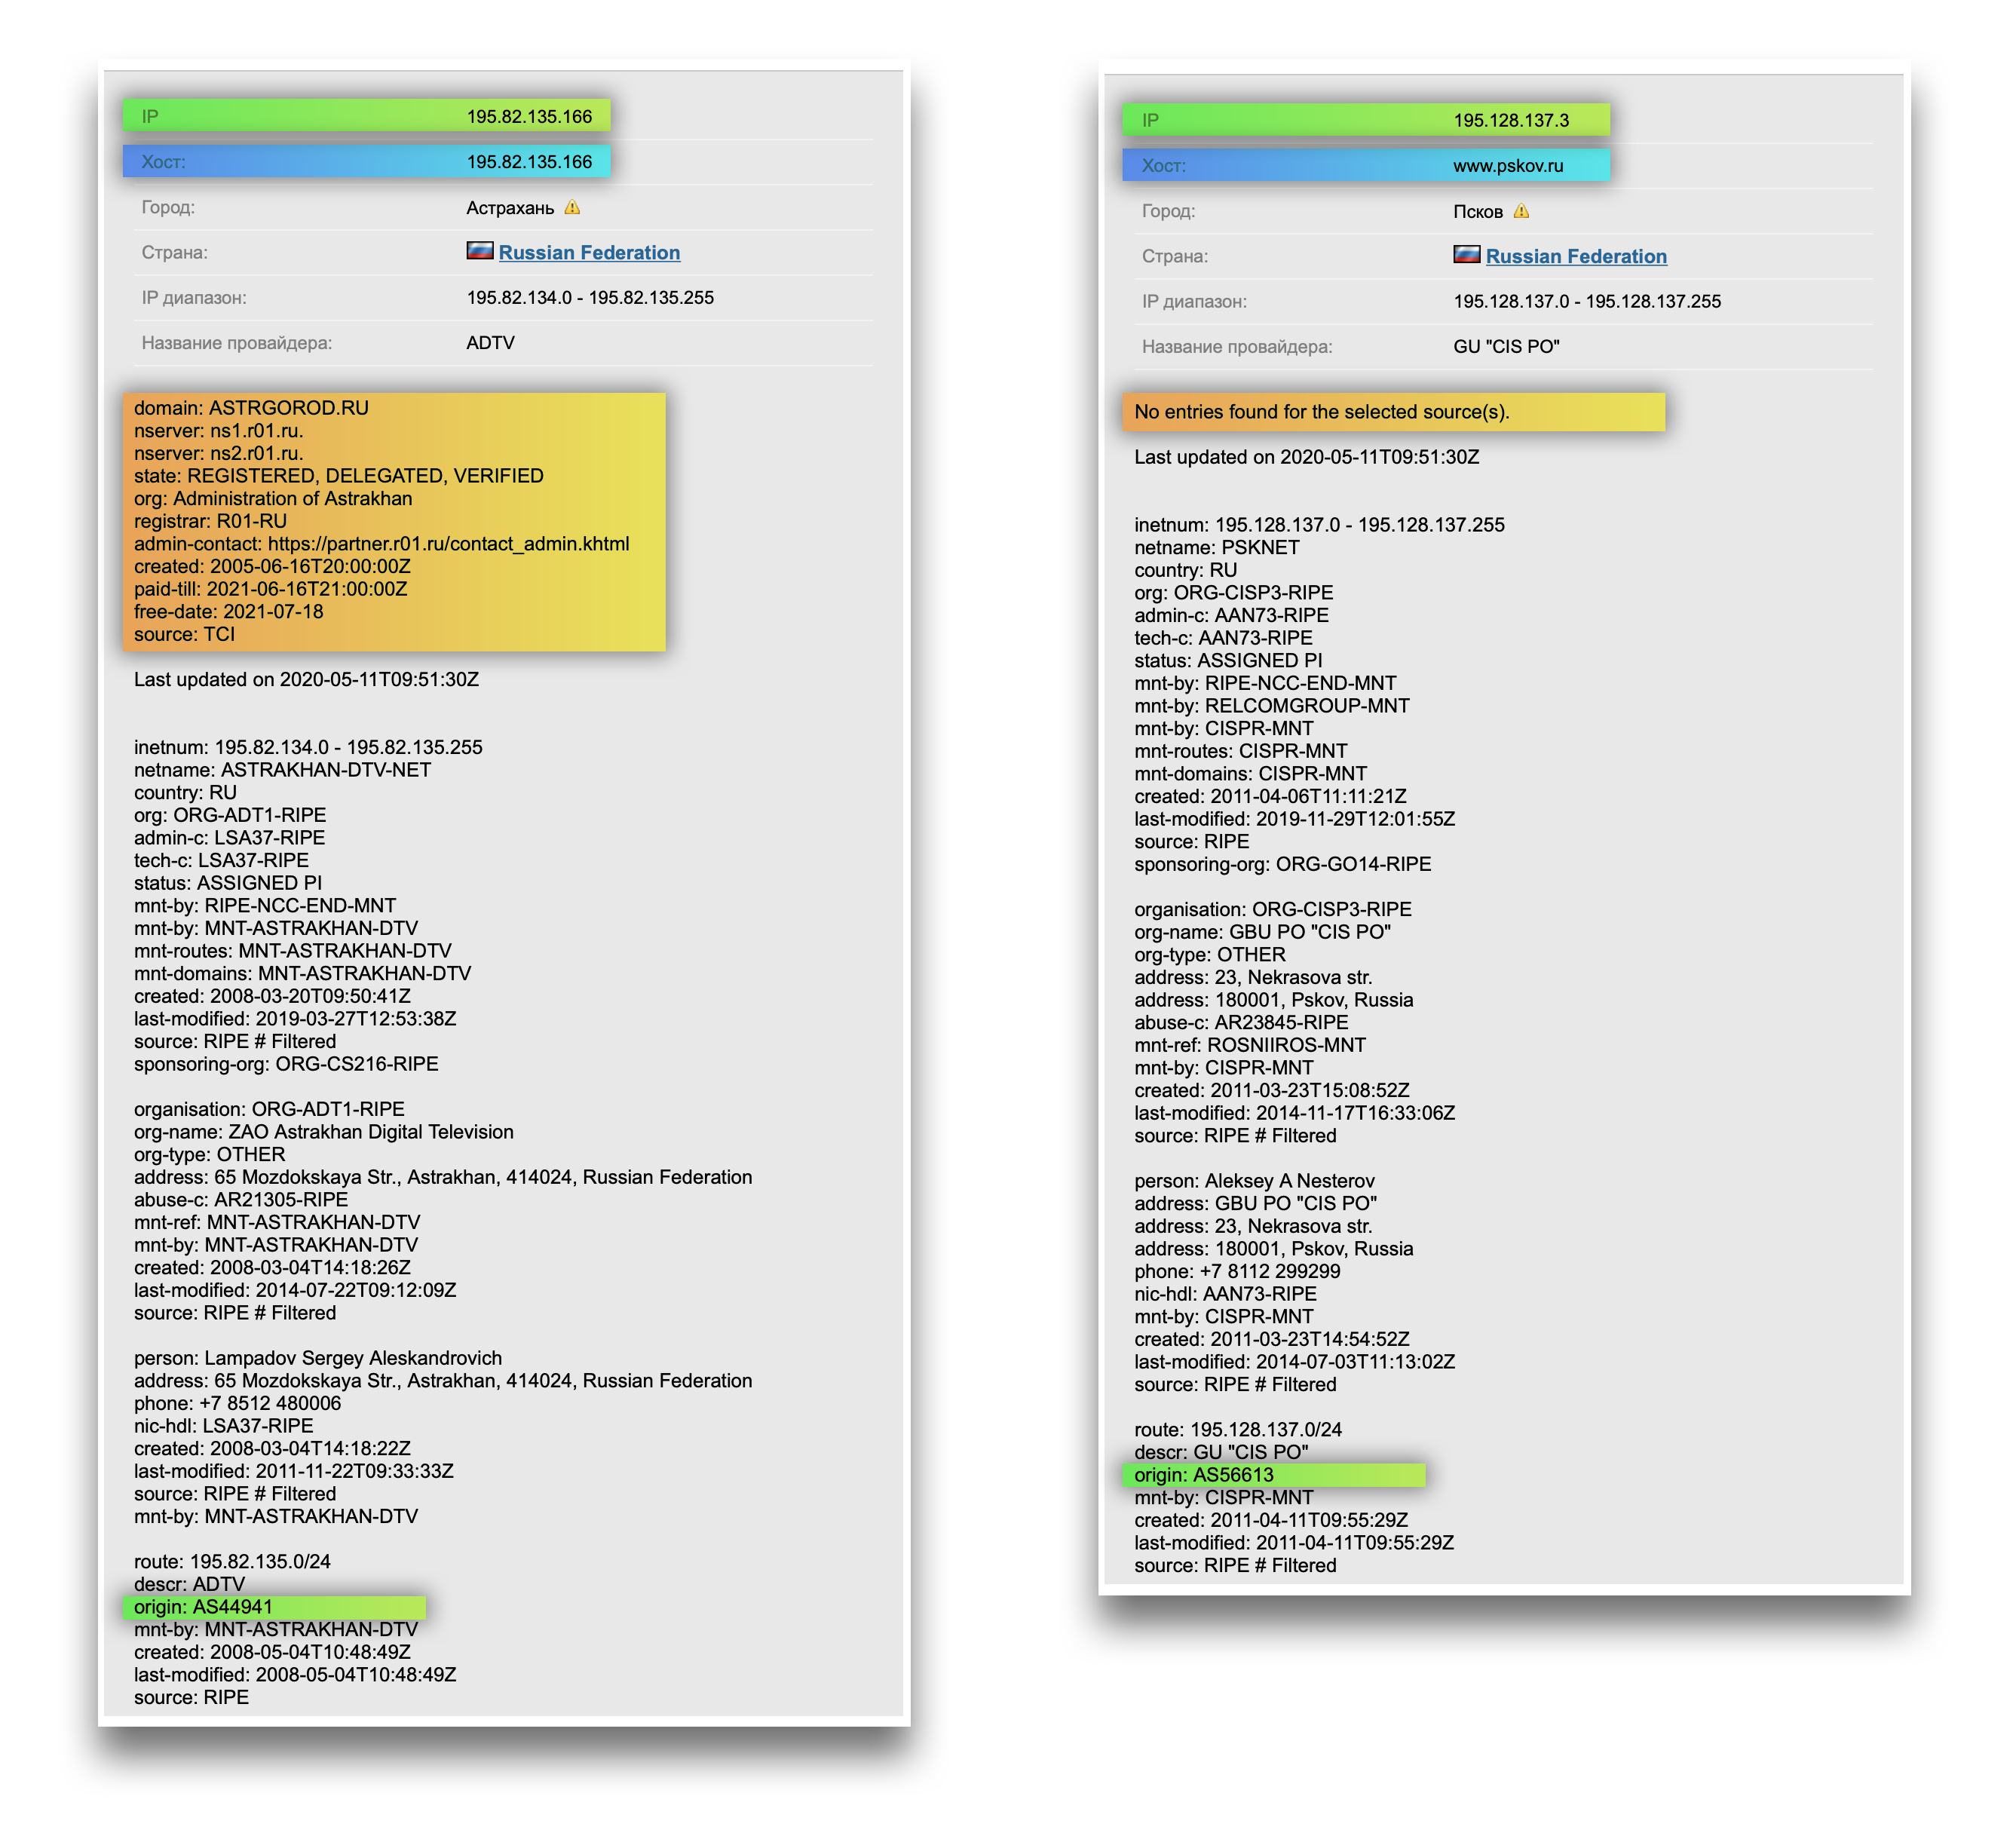 IP 195.82.135.166
Хост: 195.82.135.166
Город: Астрахань
Страна: Russian Federation
IP диапазон: 195.82.134.0 - 195.82.135.255
Название провайдера: ADTV
domain: ASTRGOROD.RU
nserver: ns1.r01.ru.
nserver: ns2.r01.ru.
state: REGISTERED, DELEGATED, VERIFIED
org: Administration of Astrakhan
registrar: R01-RU
admin-contact: https://partner.r01.ru/contact_admin.khtml
created: 2005-06-16T20:00:00Z
paid-till: 2021-06-16T21:00:00Z
free-date: 2021-07-18
source: TCI
Last updated on 2020-05-11T09:51:30Z
inetnum: 195.82.134.0 - 195.82.135.255
netname: ASTRAKHAN-DTV-NET
country: RU
org: ORG-ADT1-RIPE
admin-c: LSA37-RIPE
tech-c: LSA37-RIPE
status: ASSIGNED PI
mnt-by: RIPE-NCC-END-MNT
mnt-by: MNT-ASTRAKHAN-DTV
mnt-routes: MNT-ASTRAKHAN-DTV
mnt-domains: MNT-ASTRAKHAN-DTV
created: 2008-03-20T09:50:41Z
last-modified: 2019-03-27T12:53:38Z
source: RIPE # Filtered
sponsoring-org: ORG-CS216-RIPE
organisation: ORG-ADT1-RIPE
org-name: ZAO Astrakhan Digital Television
org-type: OTHER
address: 65 Mozdokskaya Str., Astrakhan, 414024, Russian Federation
abuse-c: AR21305-RIPE
mnt-ref: MNT-ASTRAKHAN-DTV
mnt-by: MNT-ASTRAKHAN-DTV
created: 2008-03-04T14:18:26Z
last-modified: 2014-07-22T09:12:09Z
source: RIPE # Filtered
person: Lampadov Sergey Aleskandrovich
address: 65 Mozdokskaya Str., Astrakhan, 414024, Russian Federation
phone: +7 8512 480006
nic-hdl: LSA37-RIPE
created: 2008-03-04T14:18:22Z
last-modified: 2011-11-22T09:33:33Z
source: RIPE # Filtered
mnt-by: MNT-ASTRAKHAN-DTV
route: 195.82.135.0/24
descr: ADTV
origin: AS44941
mnt-by: MNT-ASTRAKHAN-DTV
created: 2008-05-04T10:48:49Z
last-modified: 2008-05-04T10:48:49Z
source: RIPE
IP 195.128.137.3
Хост: www.pskov.ru
Город: Псков
Страна: Russian Federation
IP диапазон: 195.128.137.0 - 195.128.137.255
Название провайдера: GU "CIS PO"
No entries found for the selected source(s).
Last updated on 2020-05-11T09:51:30Z
inetnum: 195.128.137.0 - 195.128.137.255
netname: PSKNET
country: RU
org: ORG-CISP3-RIPE
admin-c: AAN73-RIPE
tech-c: AAN73-RIPE
status: ASSIGNED PI
mnt-by: RIPE-NCC-END-MNT
mnt-by: RELCOMGROUP-MNT
mnt-by: CISPR-MNT
mnt-routes: CISPR-MNT
mnt-domains: CISPR-MNT
created: 2011-04-06T11:11:21Z
last-modified: 2019-11-29T12:01:55Z
source: RIPE
sponsoring-org: ORG-GO14-RIPE
organisation: ORG-CISP3-RIPE
org-name: GBU PO "CIS PO"
org-type: OTHER
address: 23, Nekrasova str.
address: 180001, Pskov, Russia
abuse-c: AR23845-RIPE
mnt-ref: ROSNIIROS-MNT
mnt-by: CISPR-MNT
created: 2011-03-23T15:08:52Z
last-modified: 2014-11-17T16:33:06Z
source: RIPE # Filtered
person: Aleksey A Nesterov
address: GBU PO "CIS PO"
address: 23, Nekrasova str.
address: 180001, Pskov, Russia
phone: +7 8112 299299
nic-hdl: AAN73-RIPE
mnt-by: CISPR-MNT
created: 2011-03-23T14:54:52Z
last-modified: 2014-07-03T11:13:02Z
source: RIPE # Filtered
route: 195.128.137.0/24
descr: GU "CIS PO"
origin: AS56613
mnt-by: CISPR-MNT
created: 2011-04-11T09:55:29Z
last-modified: 2011-04-11T09:55:29Z
source: RIPE # Filtered